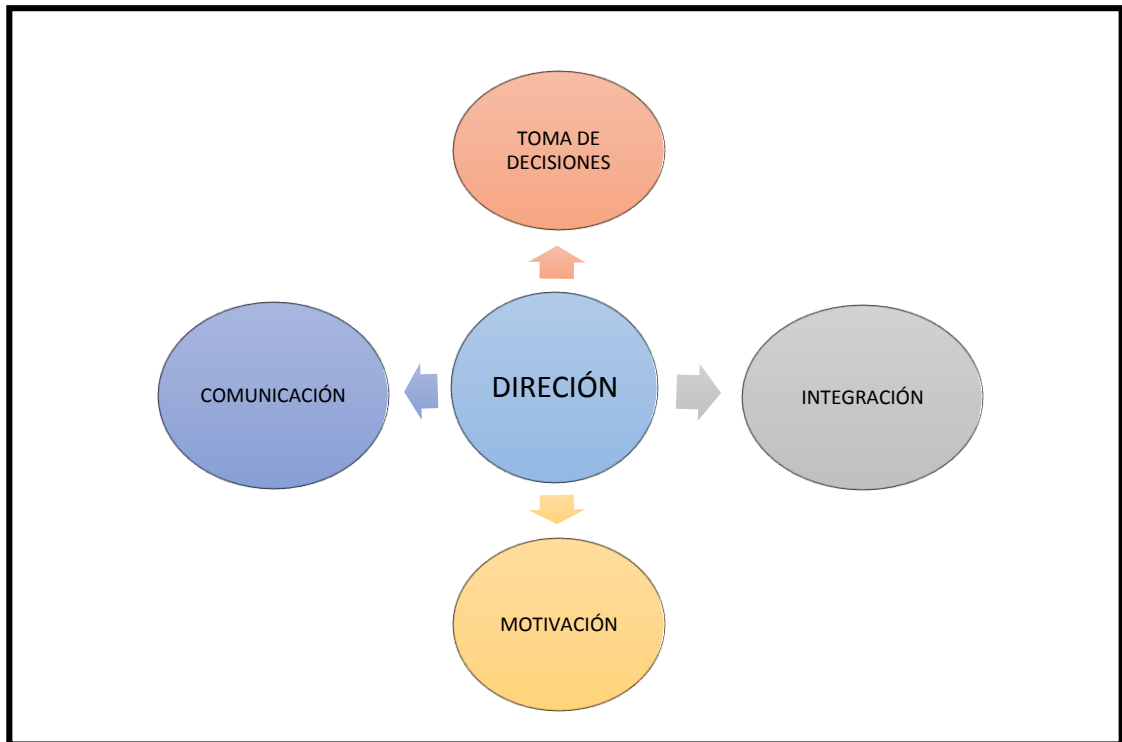 TOMA DE
DECISIONES
COMUNICACIÓN
DIRECIÓN
INTEGRACIÓN
MOTIVACIÓN